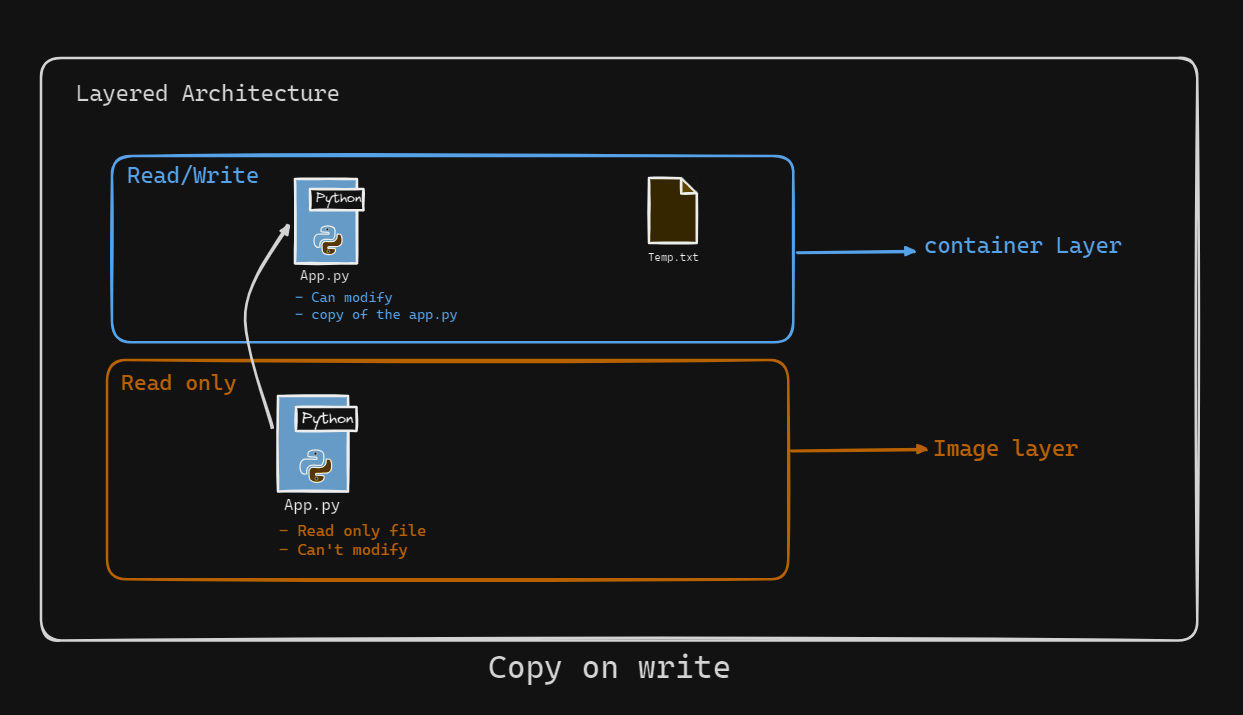 Layered Architecture
Read/Write
Python
App.py
- Can modify
- copy of the app.py
Temp.txt
container Layer
Read only
Python
App.py
- Read only file
- Can't modify
Image layer
Copy on write